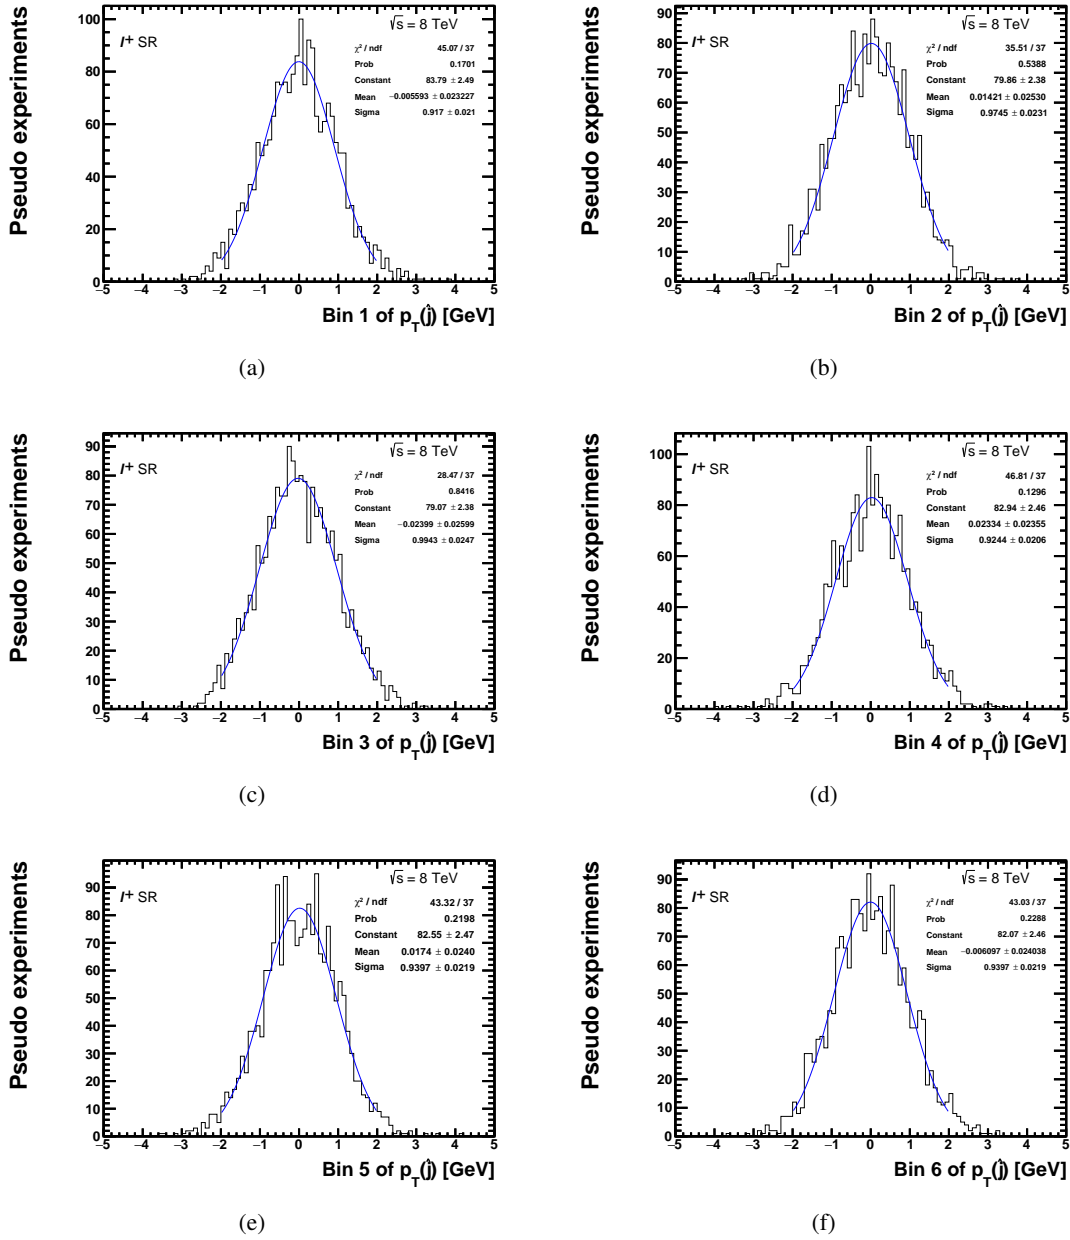 Pseudo experiments
100
80
60
40
20
0
−5 −4 −3 −2 −1 0 1 2 3 4 5
l+ SR
√s = 8 TeV
χ² / ndf 45.07 / 37
Prob 0.1701
Constant 83.79 ± 2.49
Mean −0.005593 ± 0.023227
Sigma 0.917 ± 0.021
Bin 1 of p_T(ĵ) [GeV]
(a)
Pseudo experiments
90
80
70
60
50
40
30
20
10
0
−5 −4 −3 −2 −1 0 1 2 3 4 5
l+ SR
√s = 8 TeV
χ² / ndf 35.51 / 37
Prob 0.5388
Constant 79.86 ± 2.38
Mean 0.01421 ± 0.02530
Sigma 0.9745 ± 0.0231
Bin 2 of p_T(ĵ) [GeV]
(b)
Pseudo experiments
90
80
70
60
50
40
30
20
10
0
−5 −4 −3 −2 −1 0 1 2 3 4 5
l+ SR
√s = 8 TeV
χ² / ndf 28.47 / 37
Prob 0.8416
Constant 79.07 ± 2.38
Mean −0.02399 ± 0.02599
Sigma 0.9943 ± 0.0247
Bin 3 of p_T(ĵ) [GeV]
(c)
Pseudo experiments
100
80
60
40
20
0
−5 −4 −3 −2 −1 0 1 2 3 4 5
l+ SR
√s = 8 TeV
χ² / ndf 46.81 / 37
Prob 0.1296
Constant 82.94 ± 2.46
Mean 0.02334 ± 0.02355
Sigma 0.9244 ± 0.0206
Bin 4 of p_T(ĵ) [GeV]
(d)
Pseudo experiments
90
80
70
60
50
40
30
20
10
0
−5 −4 −3 −2 −1 0 1 2 3 4 5
l+ SR
√s = 8 TeV
χ² / ndf 43.32 / 37
Prob 0.2198
Constant 82.55 ± 2.47
Mean 0.0174 ± 0.0240
Sigma 0.9397 ± 0.0219
Bin 5 of p_T(ĵ) [GeV]
(e)
Pseudo experiments
90
80
70
60
50
40
30
20
10
0
−5 −4 −3 −2 −1 0 1 2 3 4 5
l+ SR
√s = 8 TeV
χ² / ndf 43.03 / 37
Prob 0.2288
Constant 82.07 ± 2.46
Mean −0.006097 ± 0.024038
Sigma 0.9397 ± 0.0219
Bin 6 of p_T(ĵ) [GeV]
(f)